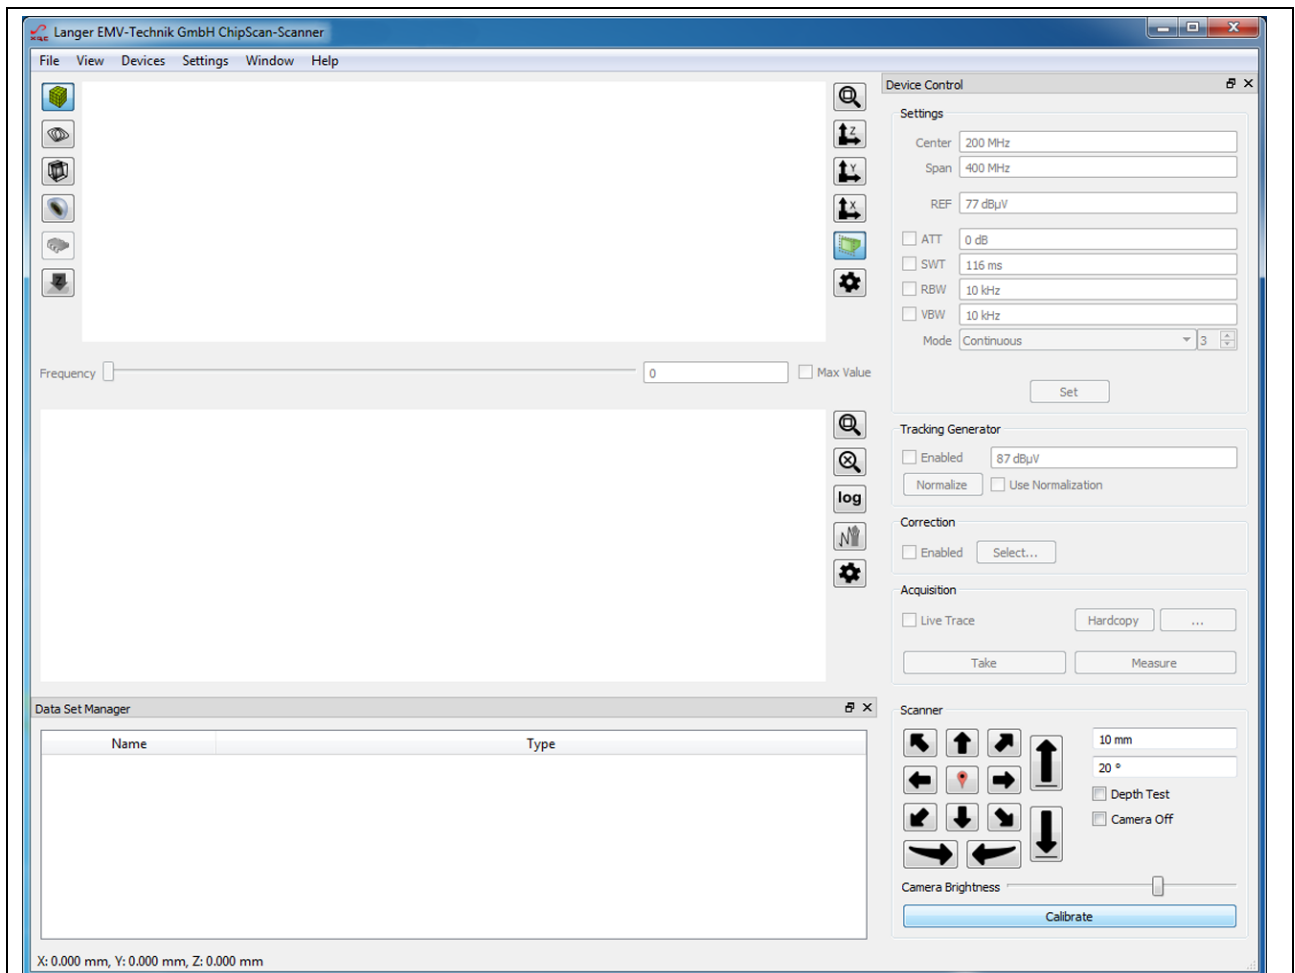 Langer EMV-Technik GmbH ChipScan-Scanner
File View Devices Settings Window Help
Device Control
Settings
Center 200 MHz
Span 400 MHz
REF 77 dBµV
ATT 0 dB
SWT 116 ms
RBW 10 kHz
VBW 10 kHz
Mode Continuous 3
Set
Z
Y
X
Z
Frequency 0 Max Value
log
Tracking Generator
Enabled 87 dBµV
Normalize Use Normalization
Correction
Enabled Select...
Acquisition
Live Trace Hardcopy ...
Take Measure
Data Set Manager
Name Type
Scanner
10 mm
20 °
Depth Test
Camera Off
Camera Brightness
Calibrate
X: 0.000 mm, Y: 0.000 mm, Z: 0.000 mm